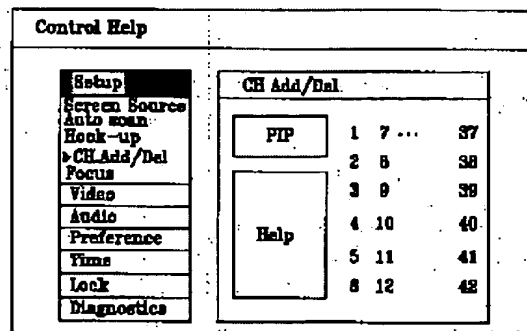 Control Help
Setup
Screen Source
Auto scan
Hook-up
▸CH.Add/Del
Focus
Video
Audio
Preference
Time
Lock
Diagnostics
CH Add/Del
PIP
Help
1 7 ... 37
2 8 38
3 9 39
4 10 40
5 11 41
6 12 42